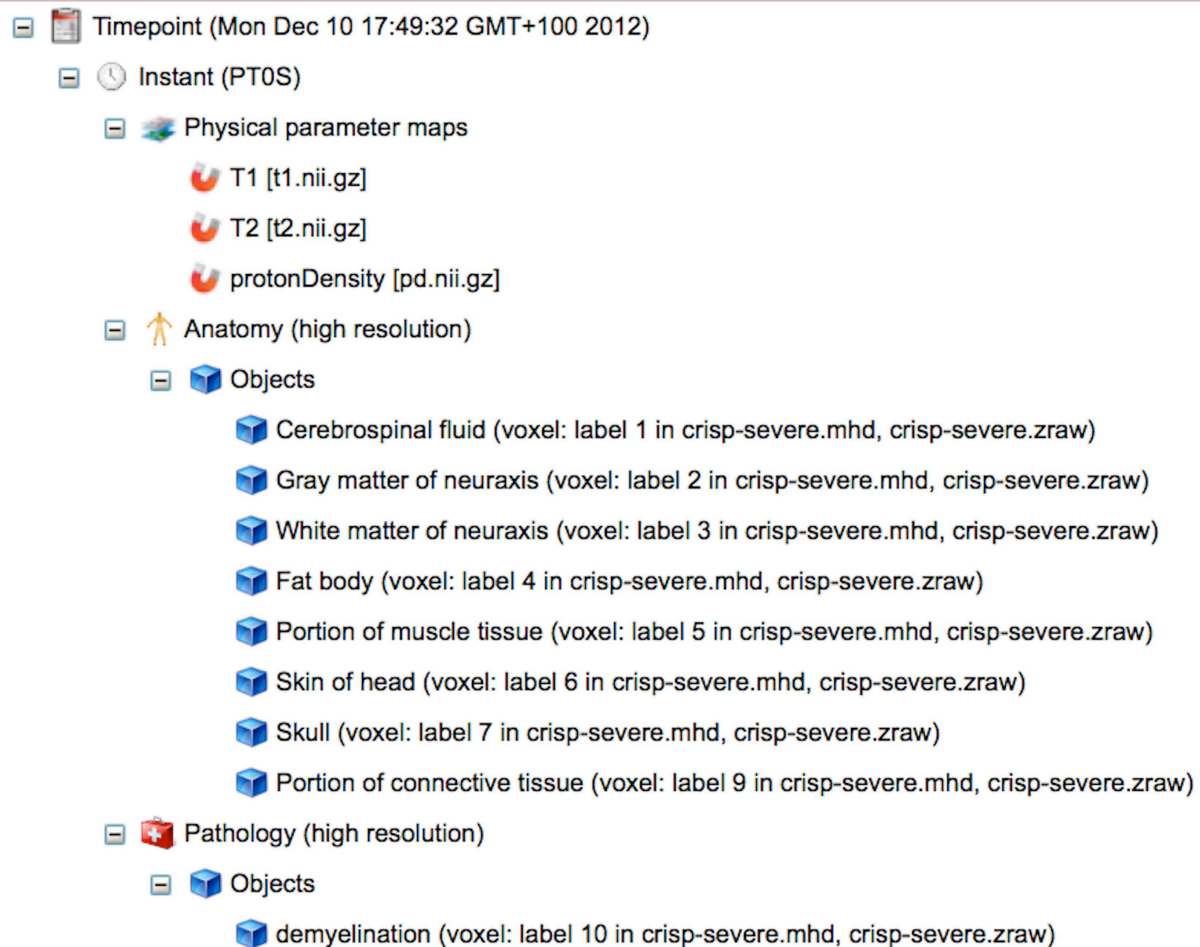 Timepoint (Mon Dec 10 17:49:32 GMT+100 2012)
Instant (PT0S)
Physical parameter maps
T1 [t1.nii.gz]
T2 [t2.nii.gz]
protonDensity [pd.nii.gz]
Anatomy (high resolution)
Objects
Cerebrospinal fluid (voxel: label 1 in crisp-severe.mhd, crisp-severe.zraw)
Gray matter of neuraxis (voxel: label 2 in crisp-severe.mhd, crisp-severe.zraw)
White matter of neuraxis (voxel: label 3 in crisp-severe.mhd, crisp-severe.zraw)
Fat body (voxel: label 4 in crisp-severe.mhd, crisp-severe.zraw)
Portion of muscle tissue (voxel: label 5 in crisp-severe.mhd, crisp-severe.zraw)
Skin of head (voxel: label 6 in crisp-severe.mhd, crisp-severe.zraw)
Skull (voxel: label 7 in crisp-severe.mhd, crisp-severe.zraw)
Portion of connective tissue (voxel: label 9 in crisp-severe.mhd, crisp-severe.zraw)
Pathology (high resolution)
Objects
demyelination (voxel: label 10 in crisp-severe.mhd, crisp-severe.zraw)